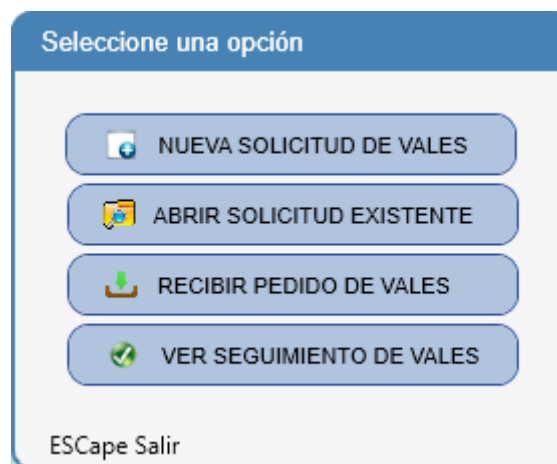 Seleccione una opción
NUEVA SOLICITUD DE VALES
ABRIR SOLICITUD EXISTENTE
RECIBIR PEDIDO DE VALES
VER SEGUIMIENTO DE VALES
ESCape Salir